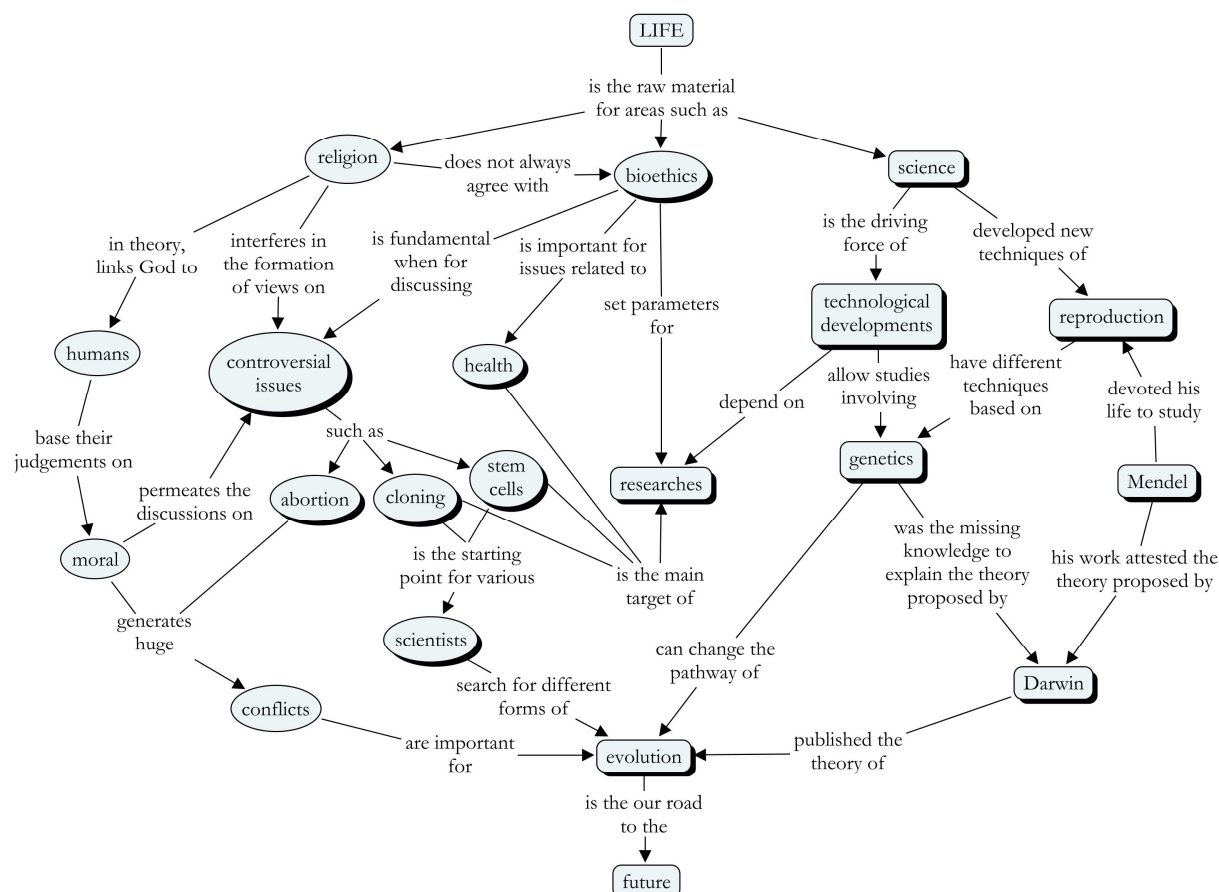 LIFE
is the raw material
for areas such as
religion
does not always
agree with
bioethics
science
in theory,
links God to
interferes in
the formation
of views on
is fundamental
when for
discussing
is important for
issues related to
set parameters
for
is the driving
force of
developed new
techniques of
humans
controversial
issues
health
technological
developments
reproduction
base their
judgements on
such as
depend on
allow studies
involving
have different
techniques
based on
devoted his
life to study
permeates the
discussions on
abortion
cloning
stem
cells
researches
genetics
Mendel
moral
is the starting
point for various
is the main
target of
was the missing
knowledge to
explain the theory
proposed by
his work attested the
theory proposed by
generates
huge
scientists
can change the
pathway of
Darwin
conflicts
search for different
forms of
are important
for
evolution
published the
theory of
is the our road
to the
future